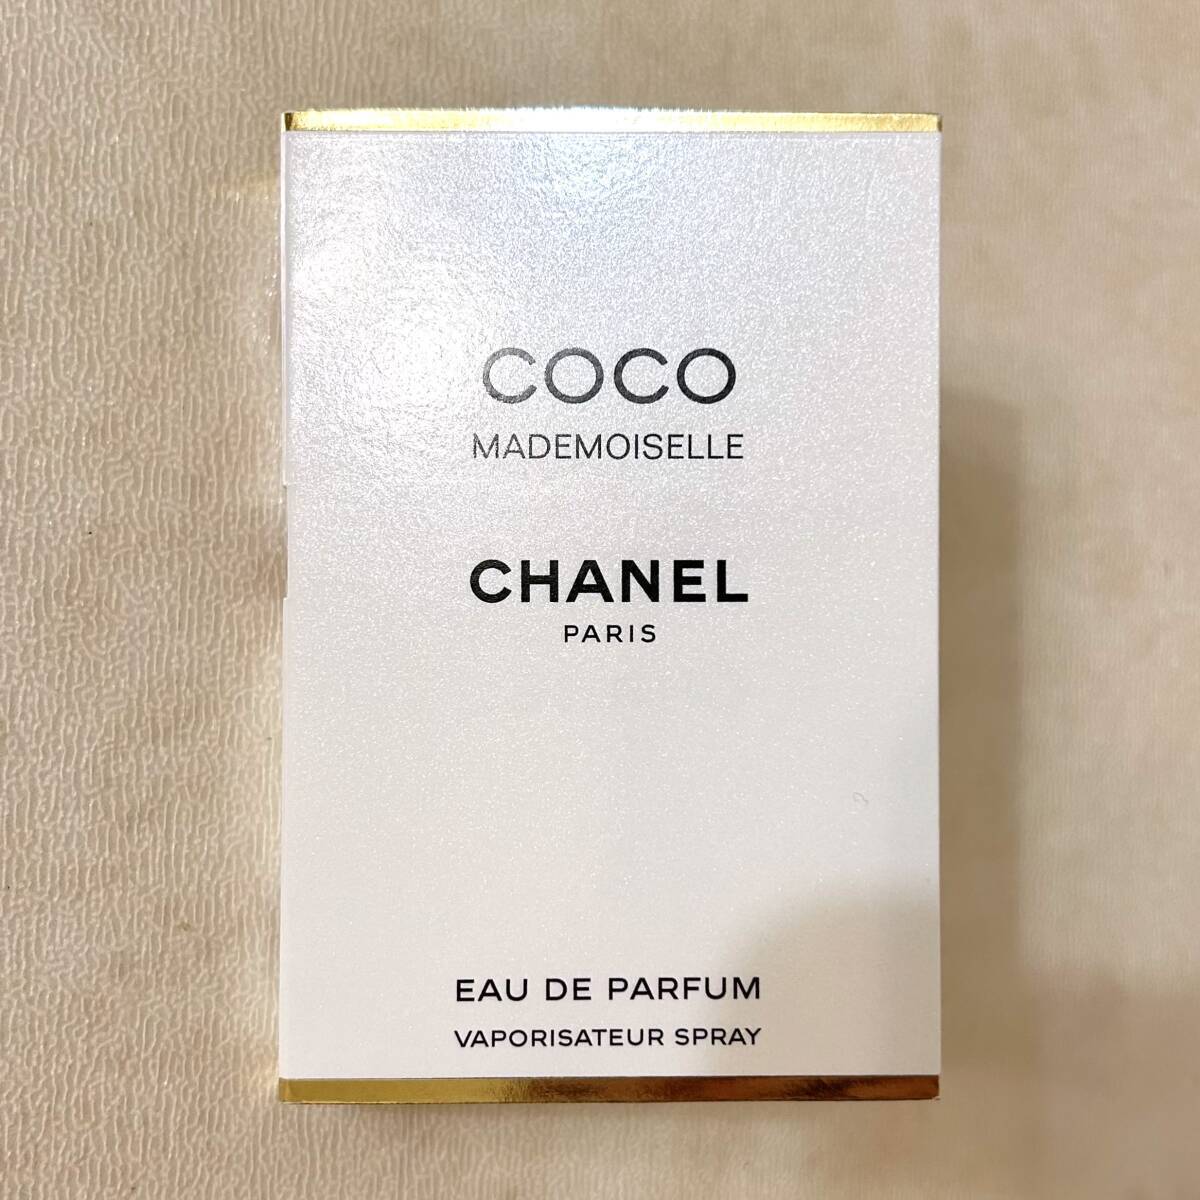 COCO
MADEMOISELLE
CHANEL
PARIS
EAU DE PARFUM
VAPORISATEUR SPRAY